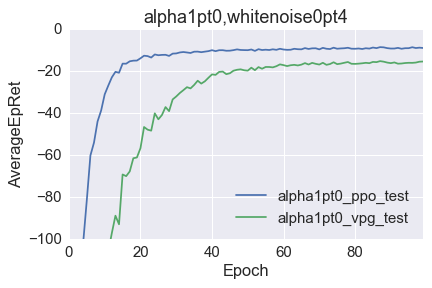 alpha1pt0,whitenoise0pt4
AverageEpRet
0
−20
−40
−60
−80
−100
0 20 40 60 80
Epoch
alpha1pt0_ppo_test
alpha1pt0_vpg_test